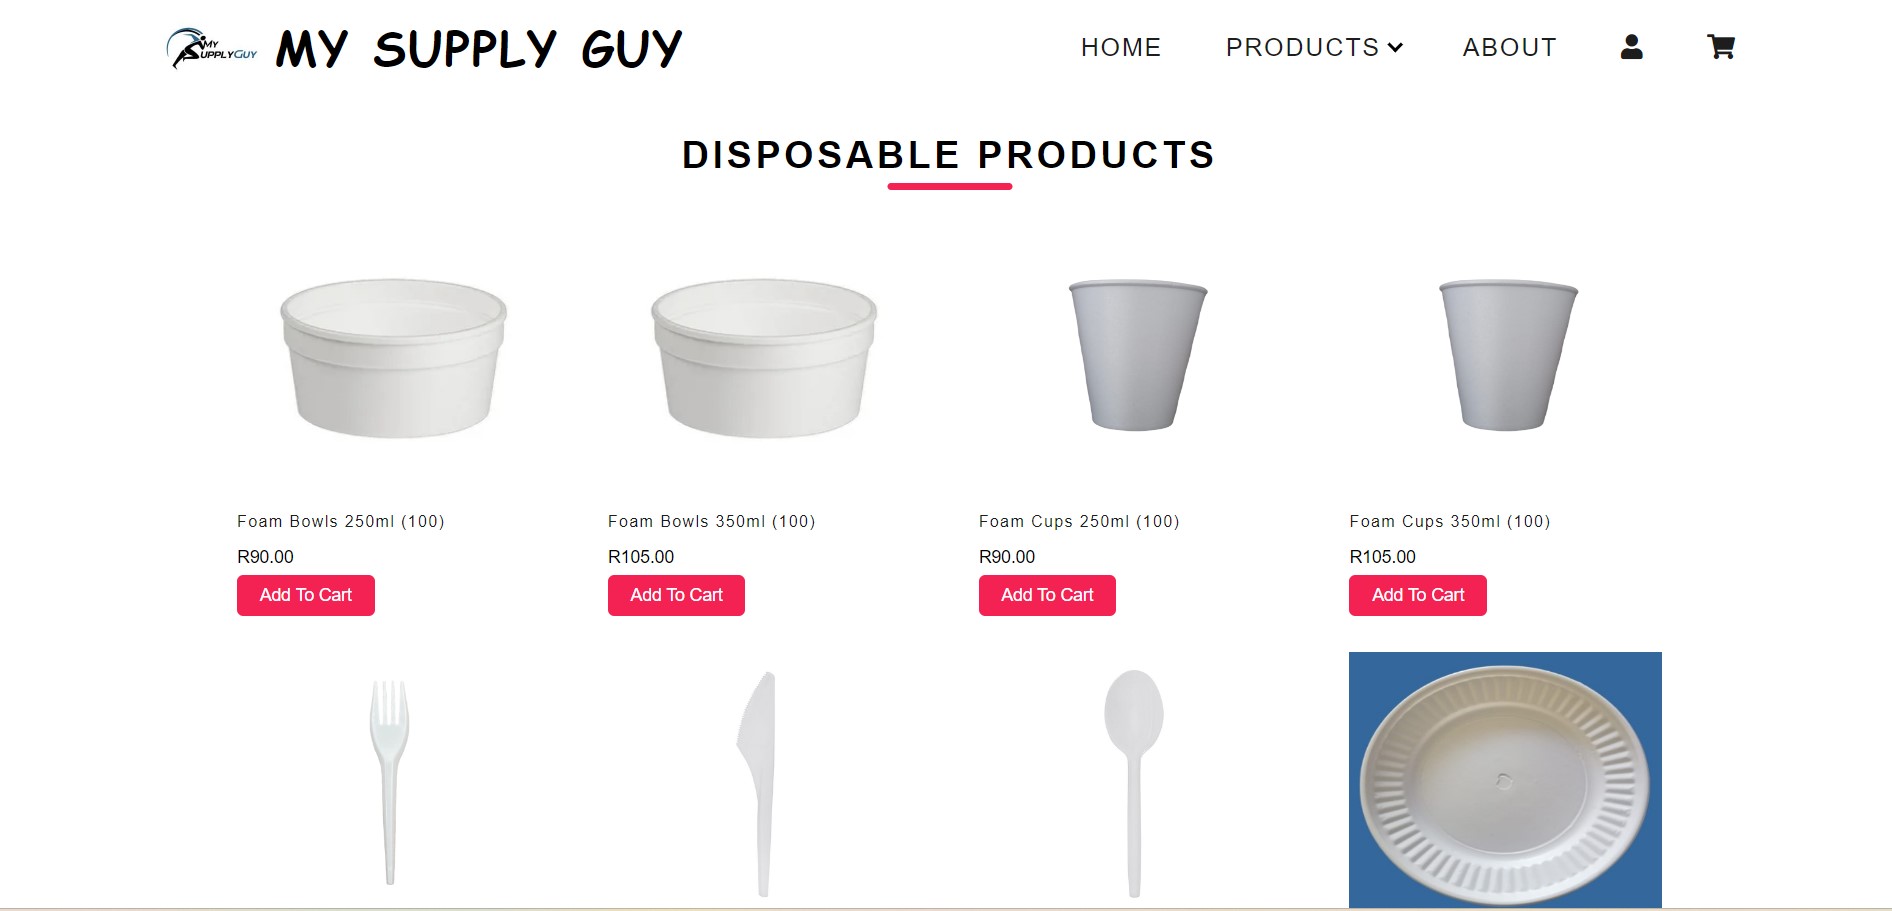 MY SUPPLYGUY
MY SUPPLY GUY
HOME PRODUCTS ABOUT
DISPOSABLE PRODUCTS
Foam Bowls 250ml (100)
R90.00
Add To Cart
Foam Bowls 350ml (100)
R105.00
Add To Cart
Foam Cups 250ml (100)
R90.00
Add To Cart
Foam Cups 350ml (100)
R105.00
Add To Cart